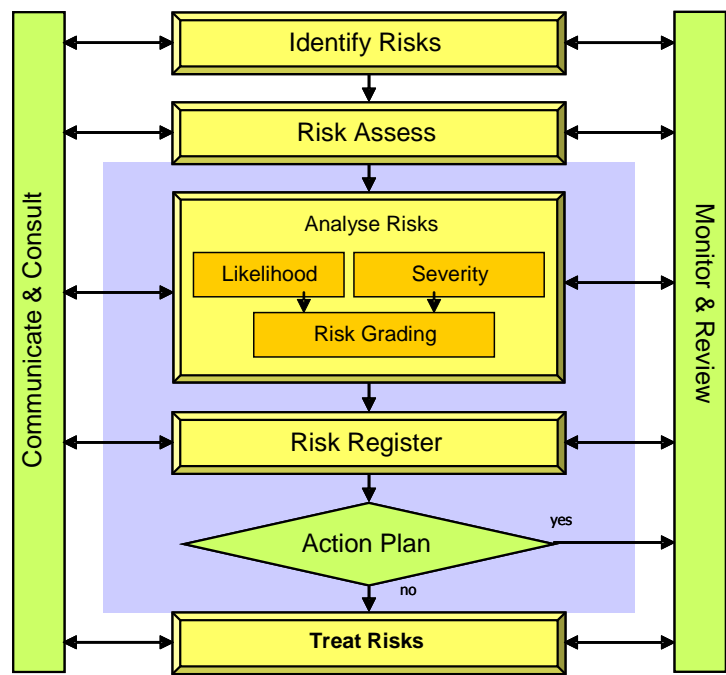 Identify Risks
Risk Assess
Analyse Risks
Likelihood
Severity
Risk Grading
Risk Register
Action Plan
yes
no
Treat Risks
Communicate & Consult
Monitor & Review